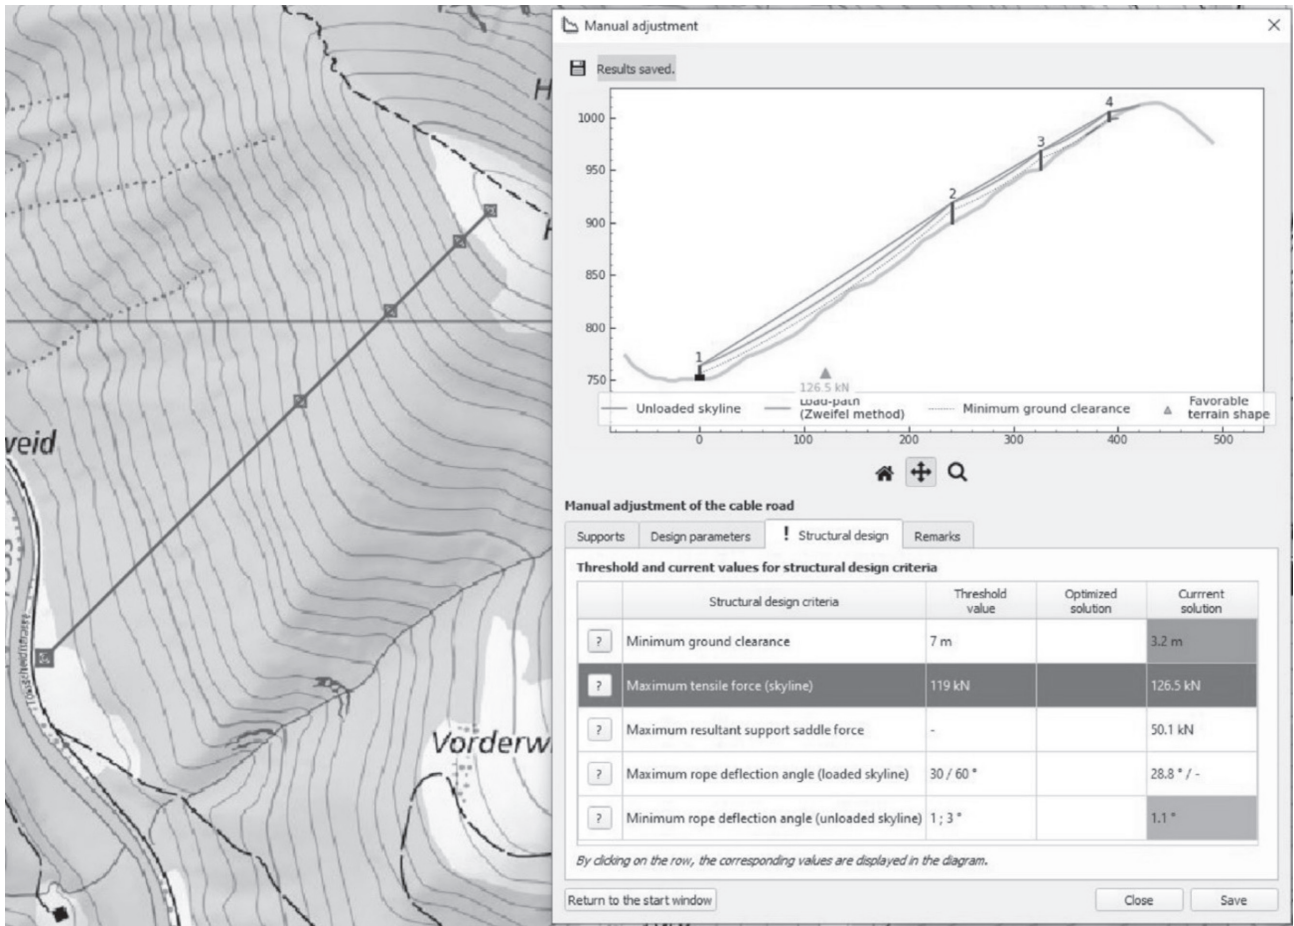 Manual adjustment
Results saved.
1000
950
900
850
800
750
1
2
3
4
126.5 kN
Unloaded skyline
Load-path
(Zweifel method)
Minimum ground clearance
Favorable
terrain shape
0 100 200 300 400 500
Manual adjustment of the cable road
Supports Design parameters ! Structural design Remarks
Threshold and current values for structural design criteria
Structural design criteria Threshold value Optimized solution Currrent solution
? Minimum ground clearance 7 m 3.2 m
? Maximum tensile force (skyline) 119 kN 126.5 kN
? Maximum resultant support saddle force - 50.1 kN
? Maximum rope deflection angle (loaded skyline) 30 / 60 ° 28.8 ° / -
? Minimum rope deflection angle (unloaded skyline) 1 ; 3 ° 1.1 °
By clicking on the row, the corresponding values are displayed in the diagram.
Return to the start window Close Save
H
H
weid
Vorderw